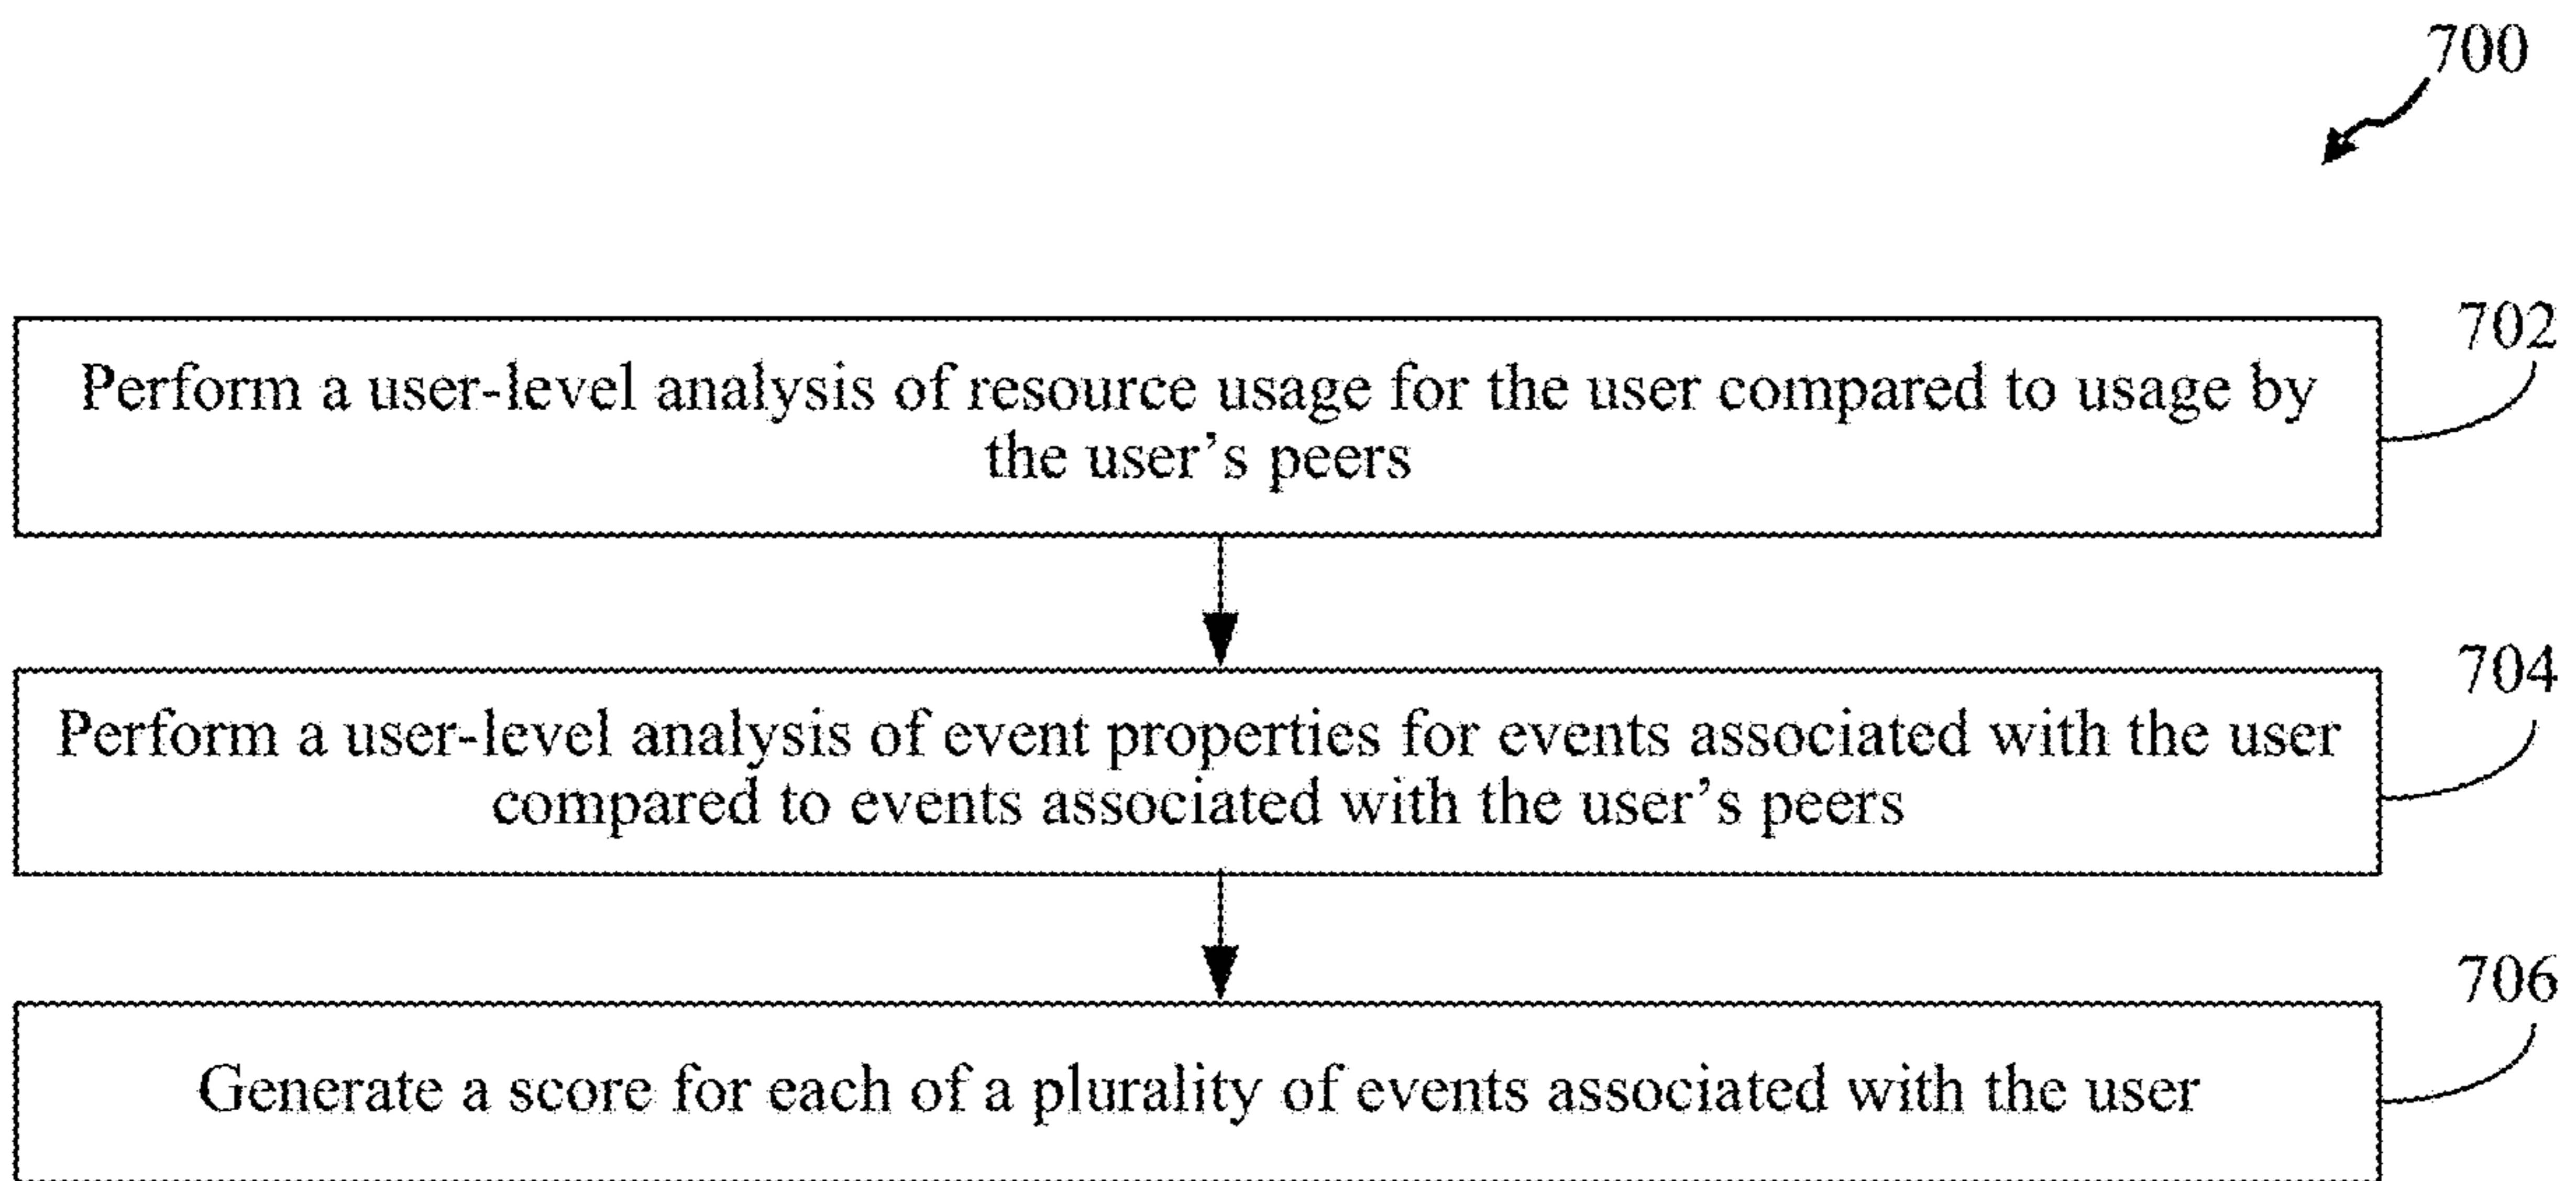 700
702
Perform a user-level analysis of resource usage for the user compared to usage by
the user’s peers
704
Perform a user-level analysis of event properties for events associated with the user
compared to events associated with the user’s peers
706
Generate a score for each of a plurality of events associated with the user